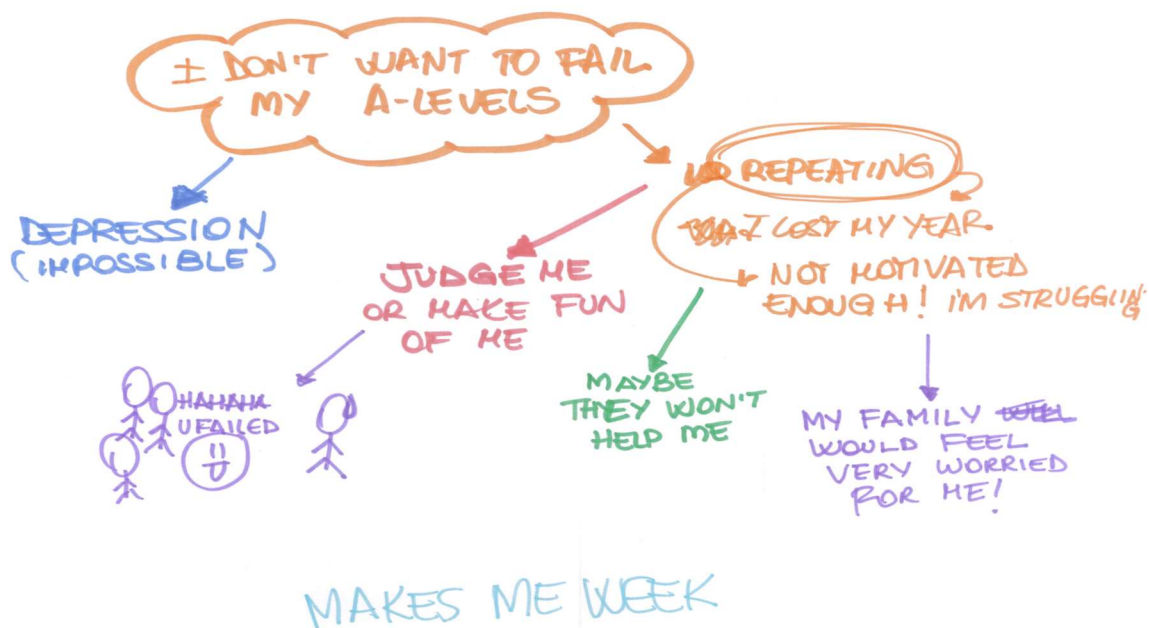 I DON'T WANT TO FAIL
MY A-LEVELS
REPEATING
I LOST MY YEAR
NOT MOTIVATED
ENOUGH! I'M STRUGGLING
DEPRESSION
(IMPOSSIBLE)
JUDGE ME
OR MAKE FUN
OF ME
HAHAHA
U FAILED
MAYBE
THEY WON'T
HELP ME
MY FAMILY
WOULD FEEL
VERY WORRIED
FOR ME!
MAKES ME WEEK